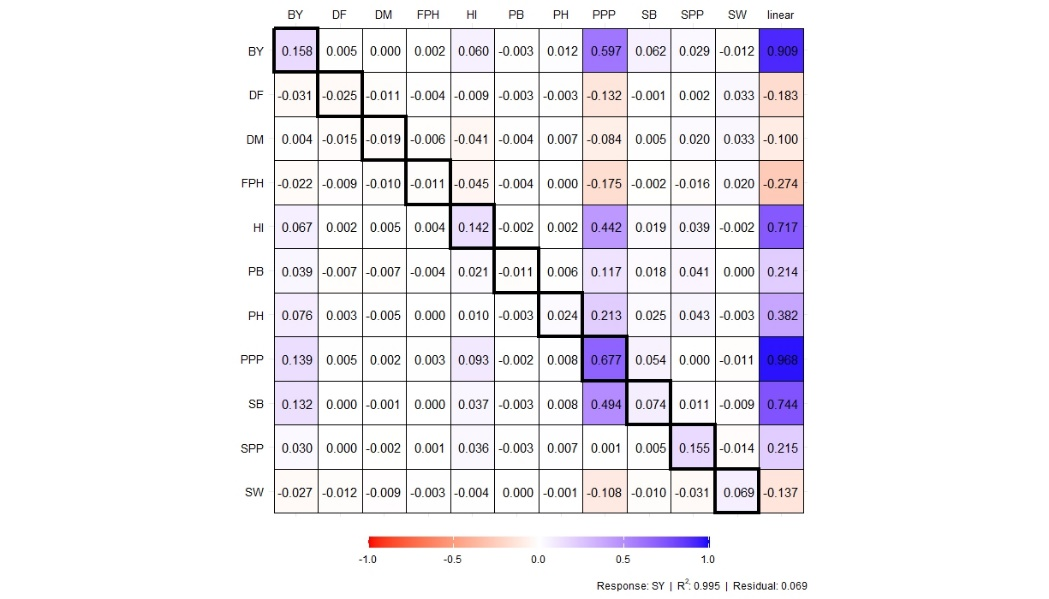 BY DF DM FPH HI PB PH PPP SB SPP SW linear
BY 0.158 0.005 0.000 0.002 0.060 -0.003 0.012 0.597 0.062 0.029 -0.012 0.909
DF -0.031 -0.025 -0.011 -0.004 -0.009 -0.003 -0.003 -0.132 -0.001 0.002 0.033 -0.183
DM 0.004 -0.015 -0.019 -0.006 -0.041 -0.004 0.007 -0.084 0.005 0.020 0.033 -0.100
FPH -0.022 -0.009 -0.010 -0.011 -0.045 -0.004 0.000 -0.175 -0.002 -0.016 0.020 -0.274
HI 0.067 0.002 0.005 0.004 0.142 -0.002 0.002 0.442 0.019 0.039 -0.002 0.717
PB 0.039 -0.007 -0.007 -0.004 0.021 -0.011 0.006 0.117 0.018 0.041 0.000 0.214
PH 0.076 0.003 -0.005 0.000 0.010 -0.003 0.024 0.213 0.025 0.043 -0.003 0.382
PPP 0.139 0.005 0.002 0.003 0.093 -0.002 0.008 0.677 0.054 0.000 -0.011 0.968
SB 0.132 0.000 -0.001 0.000 0.037 -0.003 0.008 0.494 0.074 0.011 -0.009 0.744
SPP 0.030 0.000 -0.002 0.001 0.036 -0.003 0.007 0.001 0.005 0.155 -0.014 0.215
SW -0.027 -0.012 -0.009 -0.003 -0.004 0.000 -0.001 -0.108 -0.010 -0.031 0.069 -0.137
-1.0 -0.5 0.0 0.5 1.0
Response: SY | R²: 0.995 | Residual: 0.069